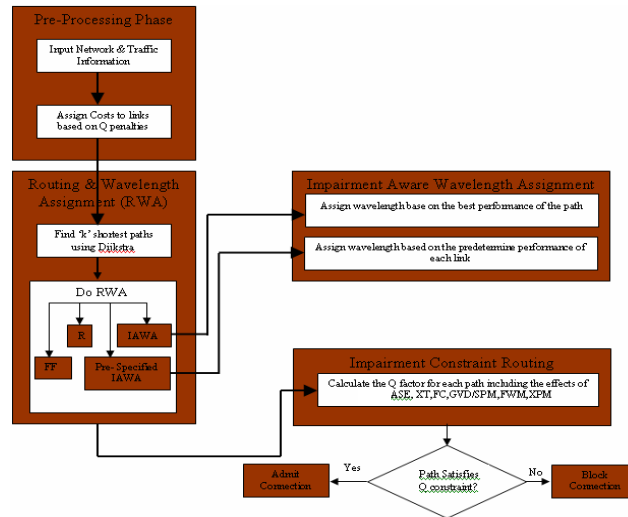 Pre-Processing Phase
Input Network & Traffic
Information
Assign Costs to links
based on Q penalties
Routing & Wavelength
Assignment (RWA)
Find 'k' shortest paths
using Dijkstra
Do RWA
R
IAWA
FF
Pre- Specified
IAWA
Impairment Aware Wavelength Assignment
Assign wavelength base on the best performance of the path
Assign wavelength based on the predetermine performance of
each link
Impairment Constraint Routing
Calculate the Q factor for each path including the effects of
ASE, XT,FC,GVD/SPM,FWM,XPM
Path Satisfies
Q constraint?
Yes
No
Admit
Connection
Block
Connection